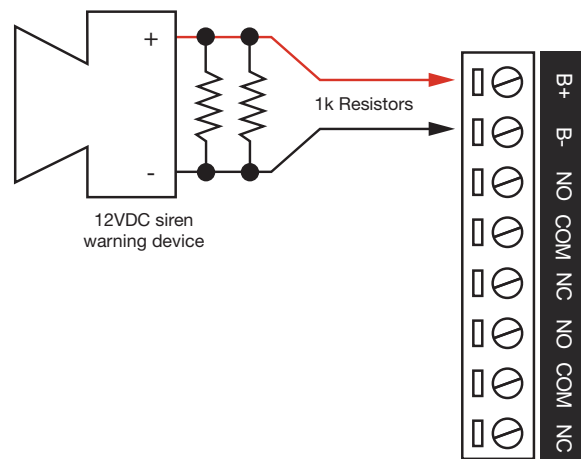 +
-
1k Resistors
12VDC siren
warning device
B+
B-
NO
COM
NC
NO
COM
NC